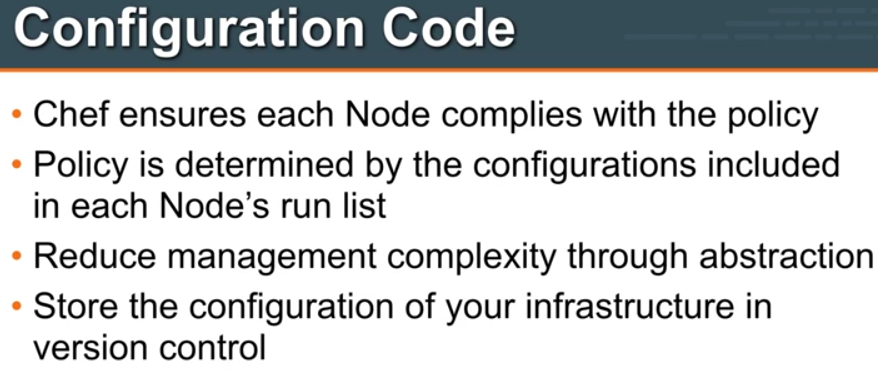 Configuration Code
• Chef ensures each Node complies with the policy
• Policy is determined by the configurations included
in each Node's run list
• Reduce management complexity through abstraction
• Store the configuration of your infrastructure in
version control